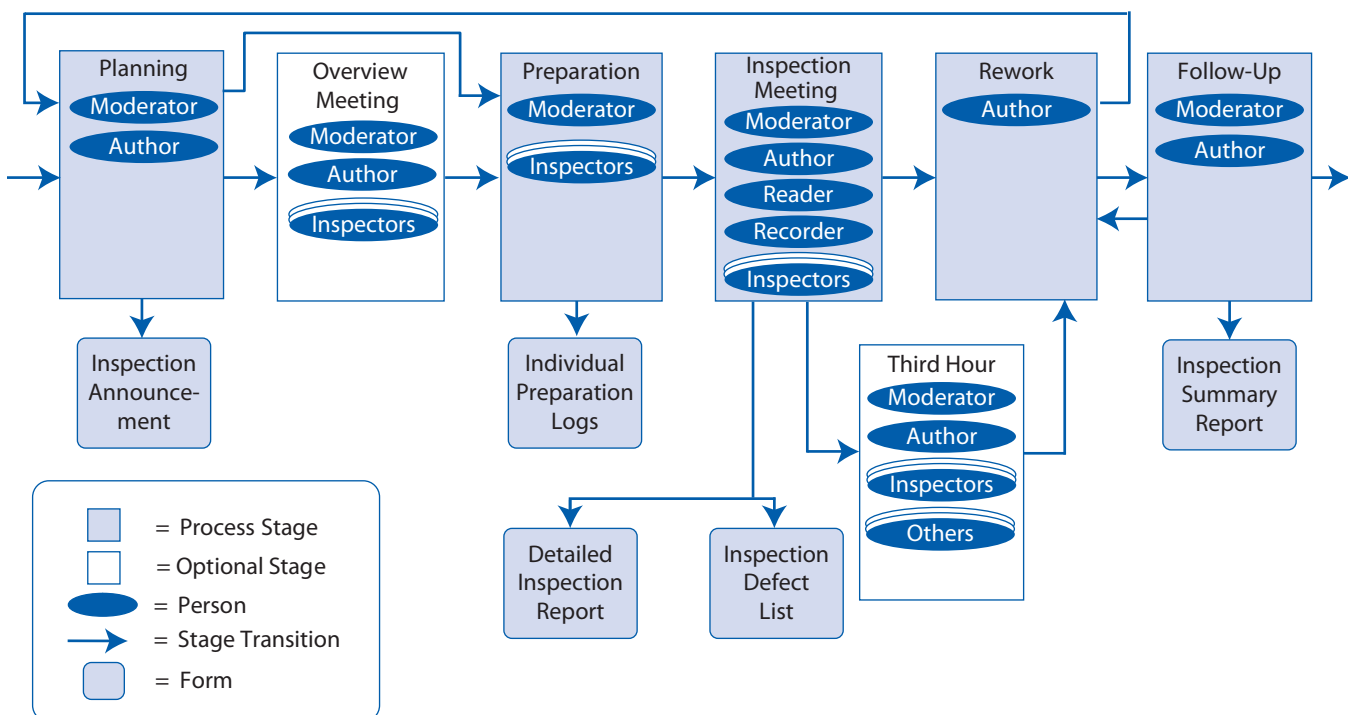 Planning
Moderator
Author
Overview
Meeting
Moderator
Author
Inspectors
Preparation
Moderator
Inspectors
Inspection
Meeting
Moderator
Author
Reader
Recorder
Inspectors
Rework
Author
Follow-Up
Moderator
Author
Inspection
Announce-
ment
Individual
Preparation
Logs
Third Hour
Moderator
Author
Inspectors
Others
Inspection
Summary
Report
Detailed
Inspection
Report
Inspection
Defect
List
= Process Stage
= Optional Stage
= Person
= Stage Transition
= Form